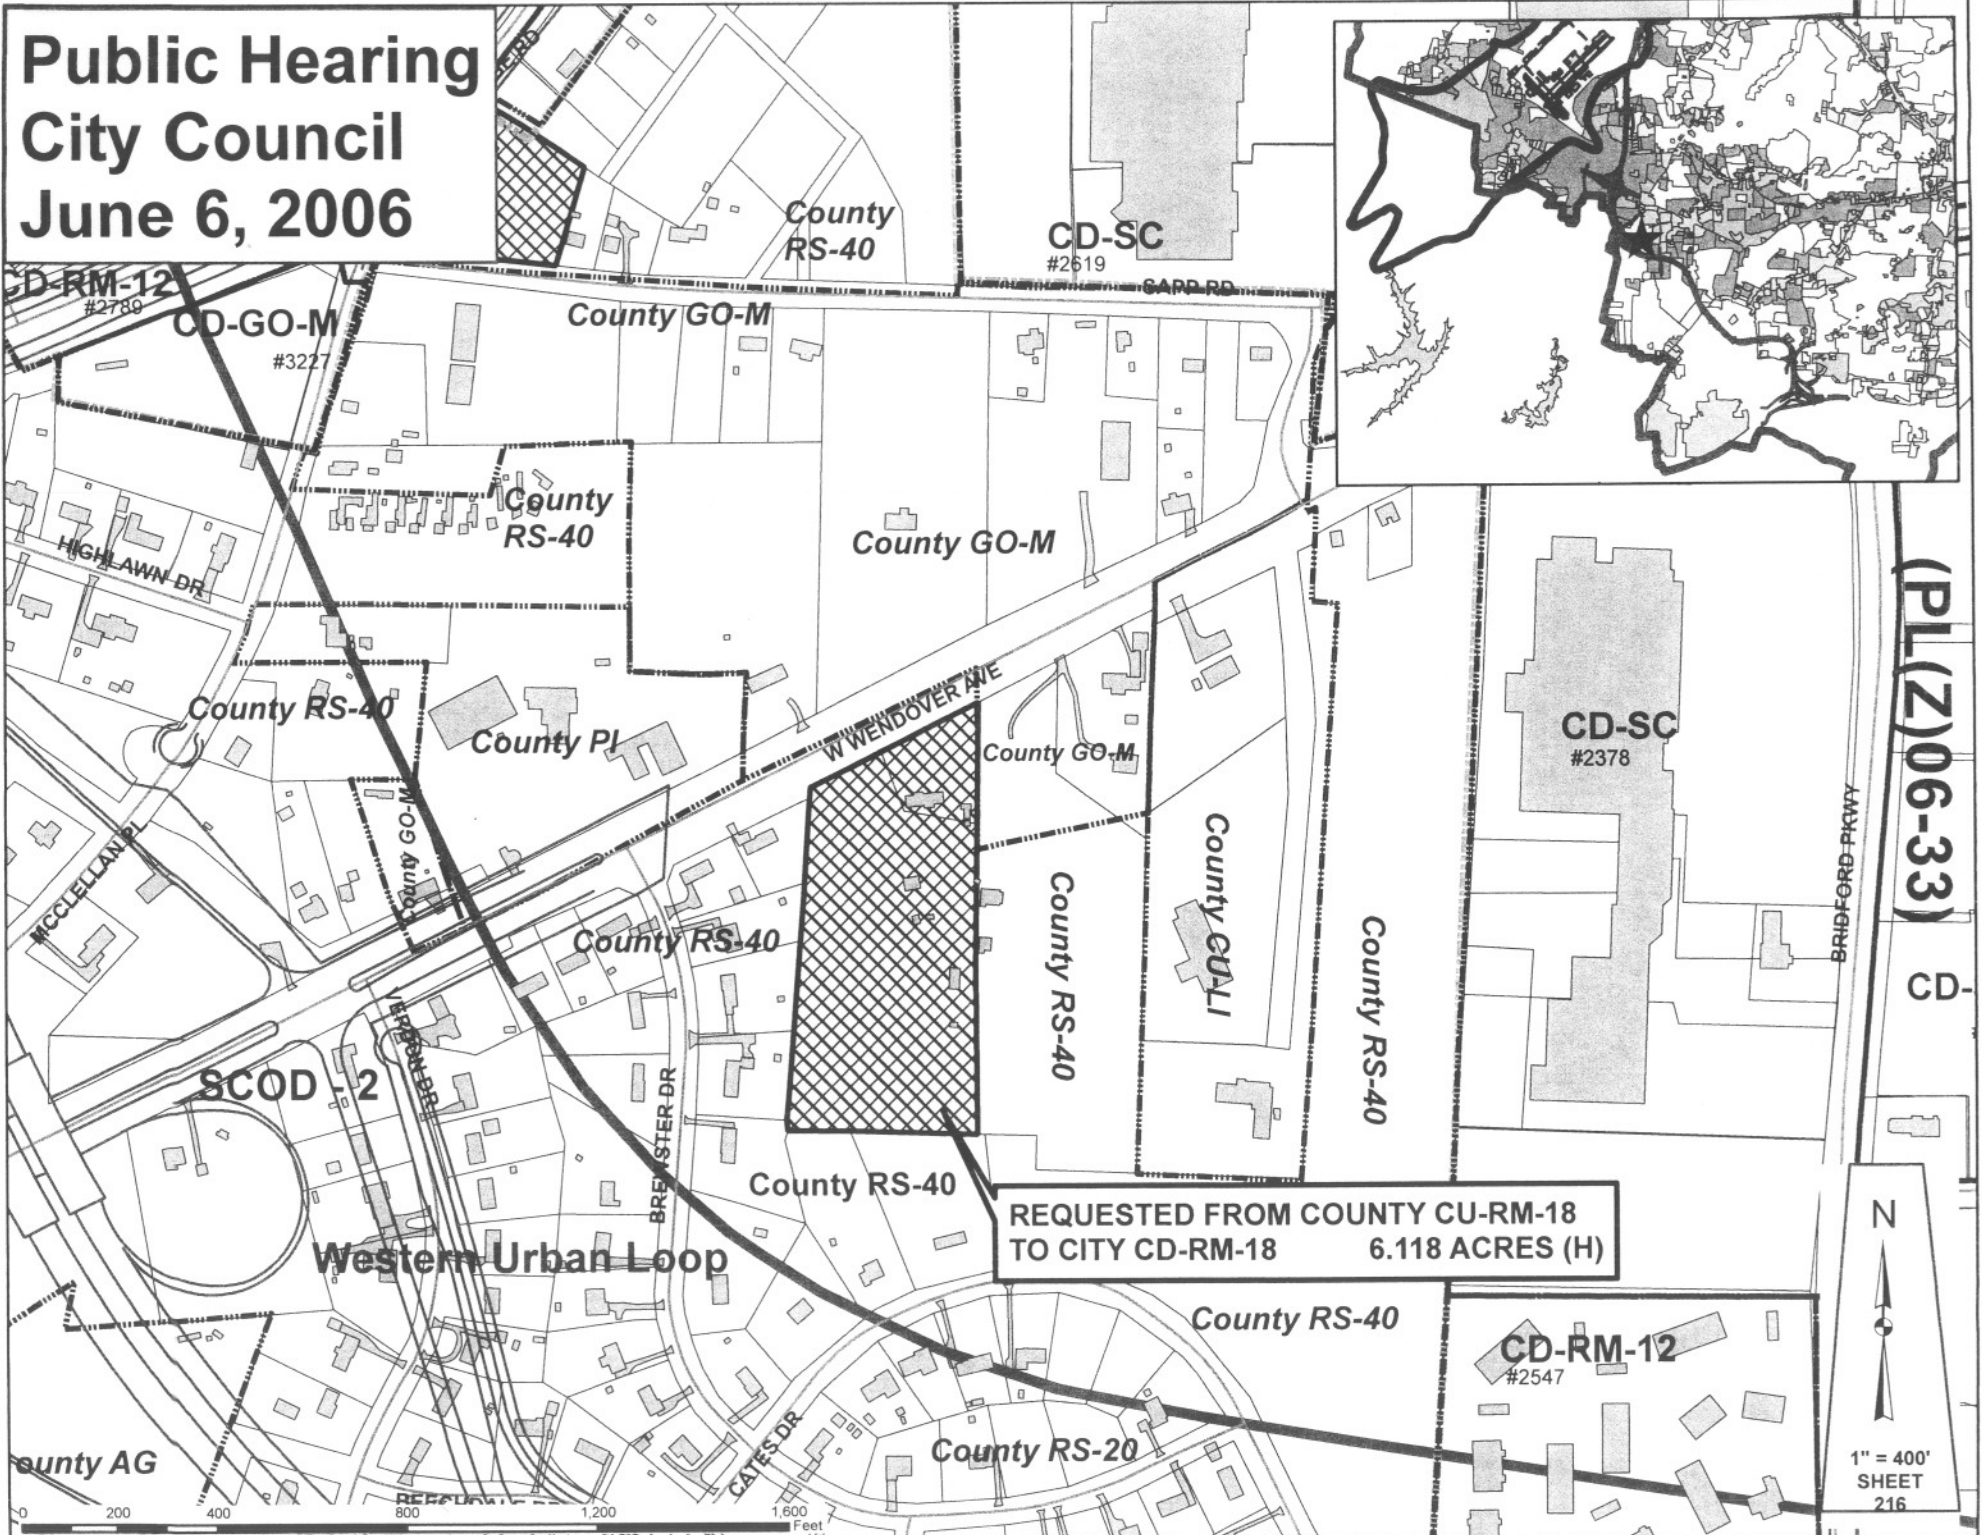 Public Hearing
City Council
June 6, 2006
County
RS-40
CD-SC
#2619
SAPP RD
CD-RM-12
#2789
CD-GO-M
#3227
County GO-M
County
RS-40
County GO-M
HIGHLAWN DR
County RS-40
County PI
W WENDOVER AVE
County GO-M
CD-SC
#2378
(PL(Z)06-33)
County GO-M
MCCLELLAN PL
County RS-40
County RS-40
County CU-LI
County RS-40
BRIDFORD PKWY
CD-
VERDON DR
SCOD - 2
BREWSTER DR
County RS-40
REQUESTED FROM COUNTY CU-RM-18
TO CITY CD-RM-18 6.118 ACRES (H)
N
Western Urban Loop
County RS-40
CD-RM-12
#2547
CATES DR
County RS-20
ounty AG
1" = 400'
SHEET
216
0 200 400 800 1,200 1,600
Feet